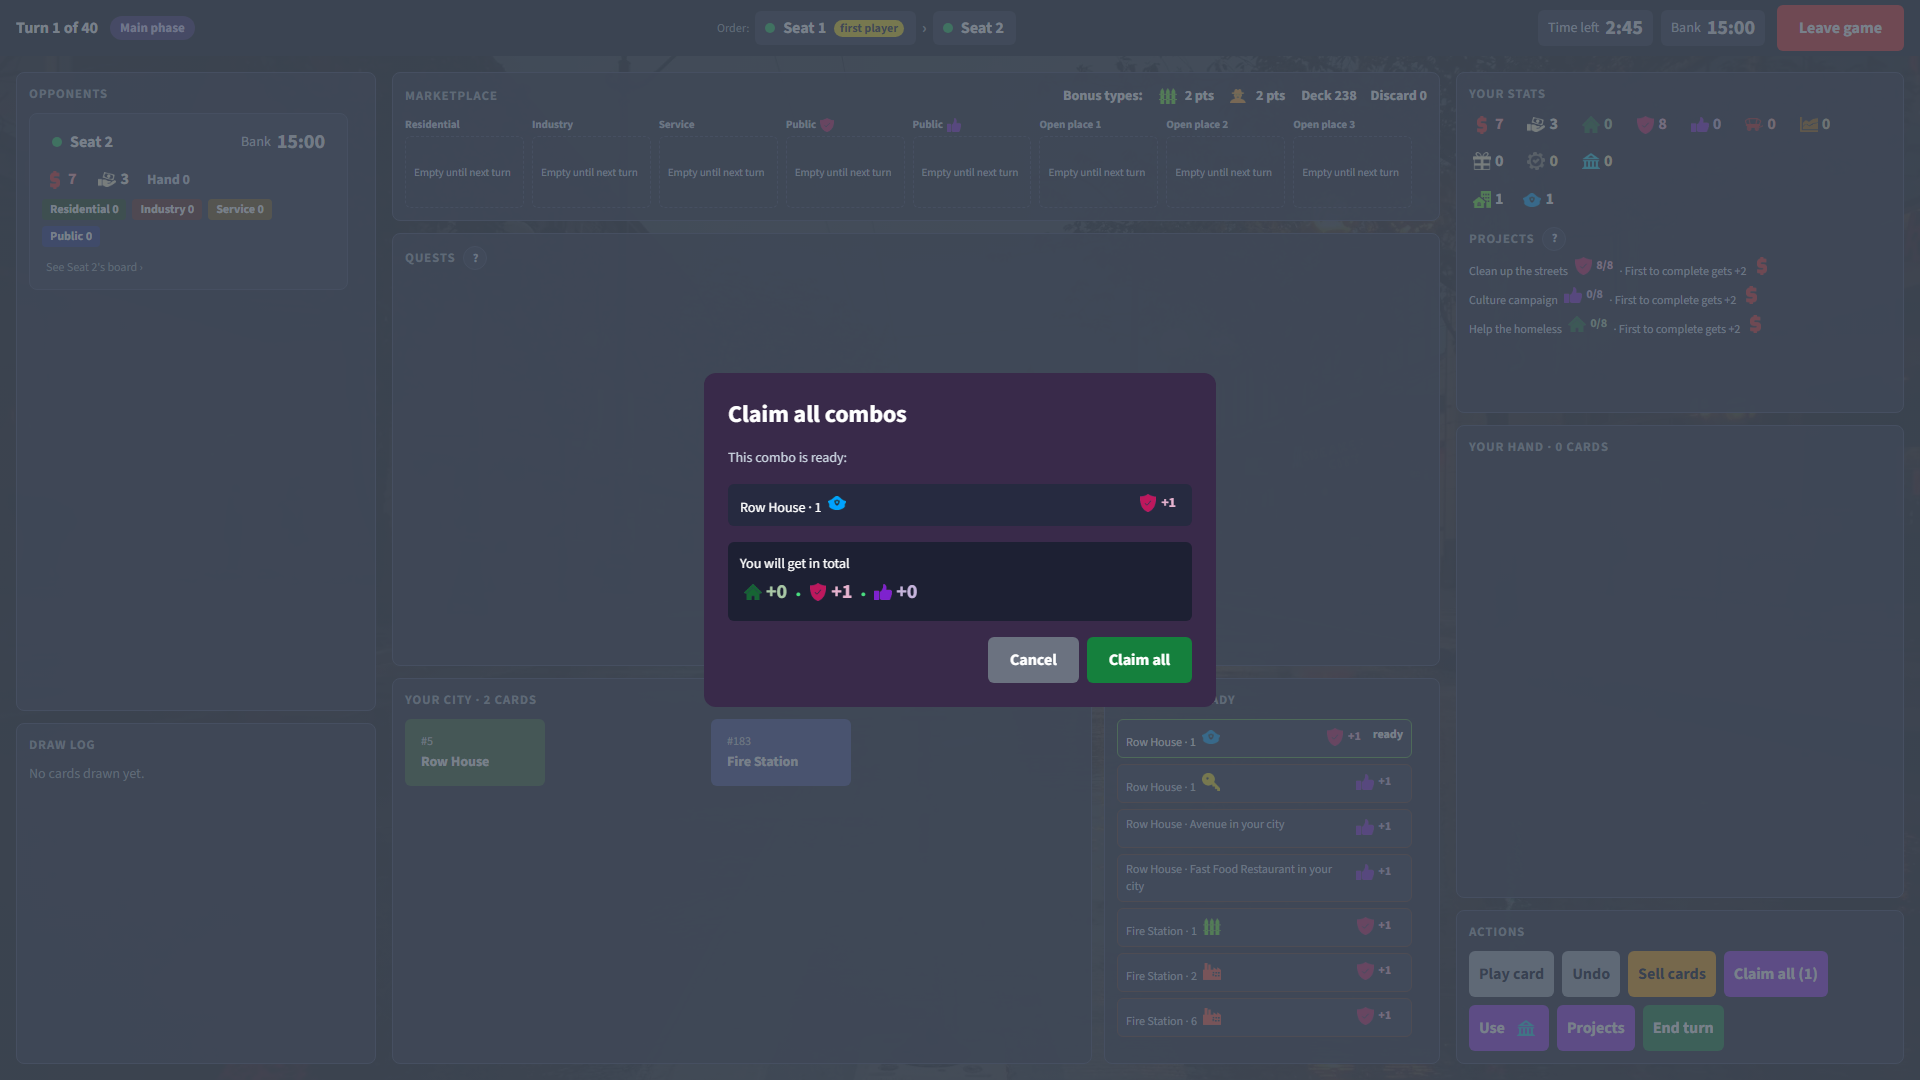 Turn 1 of 40 Main phase
Order: Seat 1 first player › Seat 2
Time left 2:45 Bank 15:00 Leave game
OPPONENTS
Seat 2 Bank 15:00
7 3 Hand 0
Residential 0 Industry 0 Service 0
Public 0
See Seat 2's board ›
DRAW LOG
No cards drawn yet.
MARKETPLACE
Bonus types: 2 pts 2 pts Deck 238 Discard 0
Residential Industry Service Public Public Open place 1 Open place 2 Open place 3
Empty until next turn Empty until next turn Empty until next turn Empty until next turn Empty until next turn Empty until next turn Empty until next turn Empty until next turn
QUESTS ?
Claim all combos
This combo is ready:
Row House · 1 +1
You will get in total
+0 • +1 • +0
Cancel Claim all
YOUR CITY · 2 CARDS
#5
Row House
#183
Fire Station
DY
Row House · 1 +1 ready
Row House · 1 +1
Row House · Avenue in your city +1
Row House · Fast Food Restaurant in your
city +1
Fire Station · 1 +1
Fire Station · 2 +1
Fire Station · 6 +1
YOUR STATS
7 3 0 8 0 0 0
0 0 0
1 1
PROJECTS ?
Clean up the streets 8/8 · First to complete gets +2
Culture campaign 0/8 · First to complete gets +2
Help the homeless 0/8 · First to complete gets +2
YOUR HAND · 0 CARDS
ACTIONS
Play card Undo Sell cards Claim all (1)
Use Projects End turn